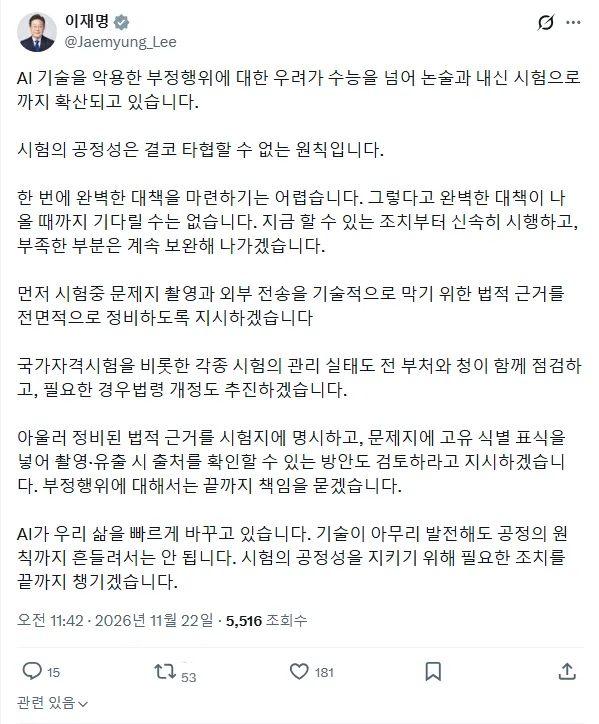 이재명
@Jaemyung_Lee
AI 기술을 악용한 부정행위에 대한 우려가 수능을 넘어 논술과 내신 시험으로
까지 확산되고 있습니다.
시험의 공정성은 결코 타협할 수 없는 원칙입니다.
한 번에 완벽한 대책을 마련하기는 어렵습니다. 그렇다고 완벽한 대책이 나
올 때까지 기다릴 수는 없습니다. 지금 할 수 있는 조치부터 신속히 시행하고,
부족한 부분은 계속 보완해 나가겠습니다.
먼저 시험중 문제지 촬영과 외부 전송을 기술적으로 막기 위한 법적 근거를
전면적으로 정비하도록 지시하겠습니다
국가자격시험을 비롯한 각종 시험의 관리 실태도 전 부처와 청이 함께 점검하
고, 필요한 경우법령 개정도 추진하겠습니다.
아울러 정비된 법적 근거를 시험지에 명시하고, 문제지에 고유 식별 표식을
넣어 촬영·유출 시 출처를 확인할 수 있는 방안도 검토하라고 지시하겠습니
다. 부정행위에 대해서는 끝까지 책임을 묻겠습니다.
AI가 우리 삶을 빠르게 바꾸고 있습니다. 기술이 아무리 발전해도 공정의 원
칙까지 흔들려서는 안 됩니다. 시험의 공정성을 지키기 위해 필요한 조치를
끝까지 챙기겠습니다.
오전 11:42 · 2026년 11월 22일 · 5,516 조회수
15 53 181
관련 있음